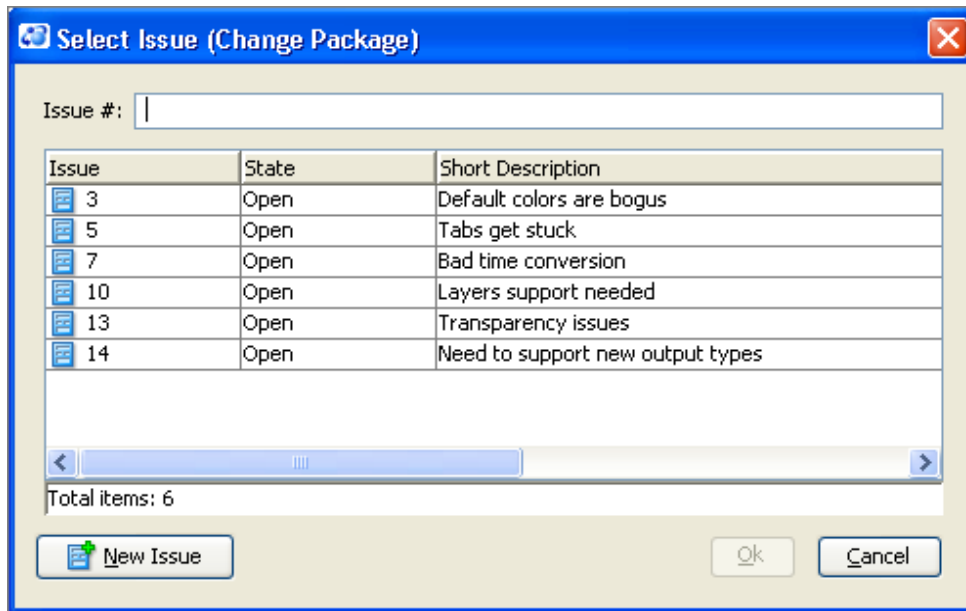 Select Issue (Change Package)
Issue #:
Issue State Short Description
3 Open Default colors are bogus
5 Open Tabs get stuck
7 Open Bad time conversion
10 Open Layers support needed
13 Open Transparency issues
14 Open Need to support new output types
Total items: 6
New Issue Ok Cancel